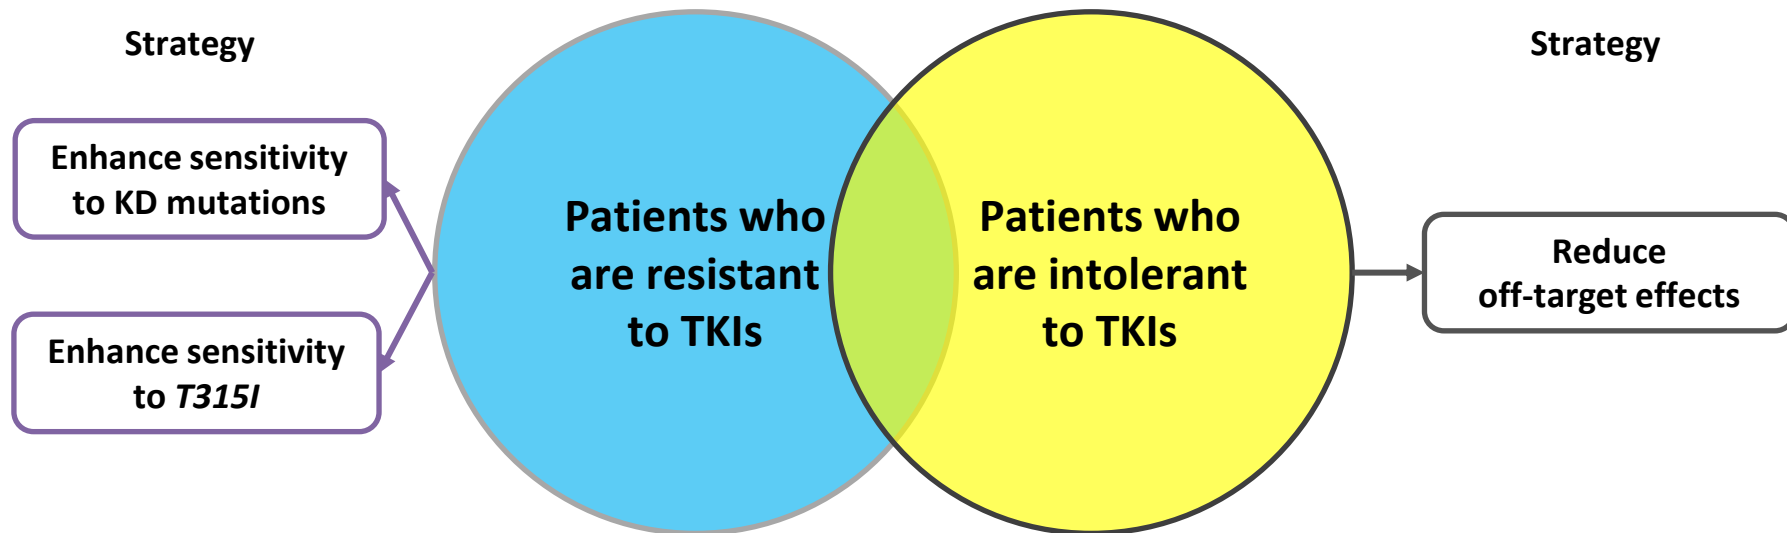 Strategy
Enhance sensitivity
to KD mutations
Enhance sensitivity
to T315I
Patients who
are resistant
to TKIs
Patients who
are intolerant
to TKIs
Strategy
Reduce
off-target effects